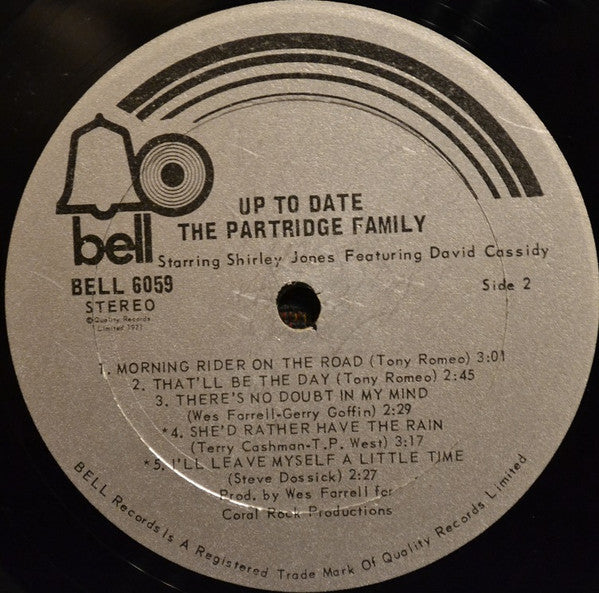 bell
UP TO DATE
THE PARTRIDGE FAMILY
Starring Shirley Jones Featuring David Cassidy
BELL 6059
STEREO
Side 2
©Quality Records
Limited 1971
1. MORNING RIDER ON THE ROAD (Tony Romeo) 3:01
2. THAT'LL BE THE DAY (Tony Romeo) 2:45
3. THERE'S NO DOUBT IN MY MIND
(Wes Farrell-Gerry Goffin) 2:29
*4. SHE'D RATHER HAVE THE RAIN
(Terry Cashman-T.P. West) 3:17
*5. I'LL LEAVE MYSELF A LITTLE TIME
(Steve Dossick) 2:27
Prod. by Wes Farrell for
Coral Rock Productions
BELL Records Is A Registered Trade Mark Of Quality Records Limited